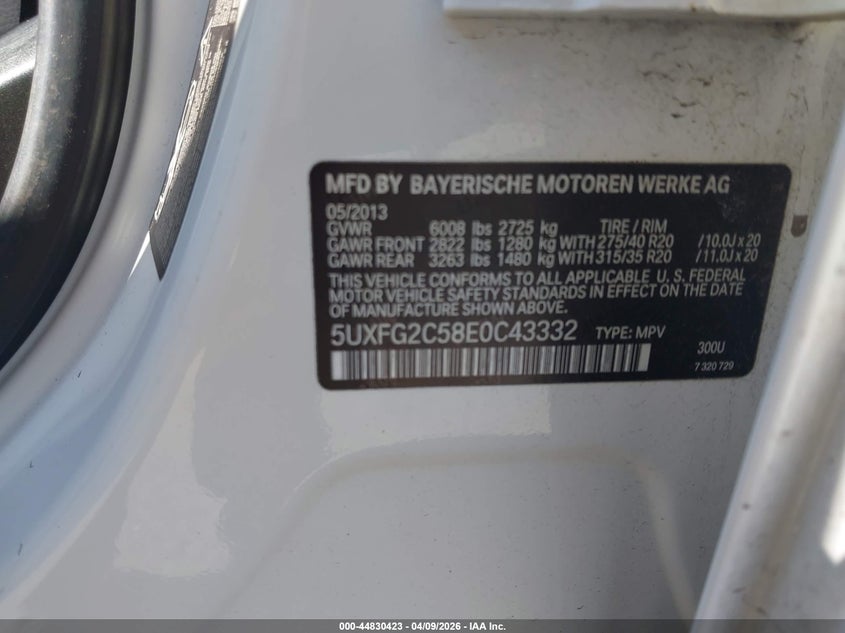 MFD BY BAYERISCHE MOTOREN WERKE AG
05/2013
GVWR 6008 lbs 2725 kg TIRE / RIM
GAWR FRONT 2822 lbs 1280 kg WITH 275/40 R20 /10.0J x 20
GAWR REAR 3263 lbs 1480 kg WITH 315/35 R20 /11.0J x 20
THIS VEHICLE CONFORMS TO ALL APPLICABLE U. S. FEDERAL
MOTOR VEHICLE SAFETY STANDARDS IN EFFECT ON THE DATE
OF MANUFACTURE SHOWN ABOVE.
5UXFG2C58E0C43332 TYPE: MPV
300U
7 320 729
000-44830423 - 04/09/2026 - IAA Inc.